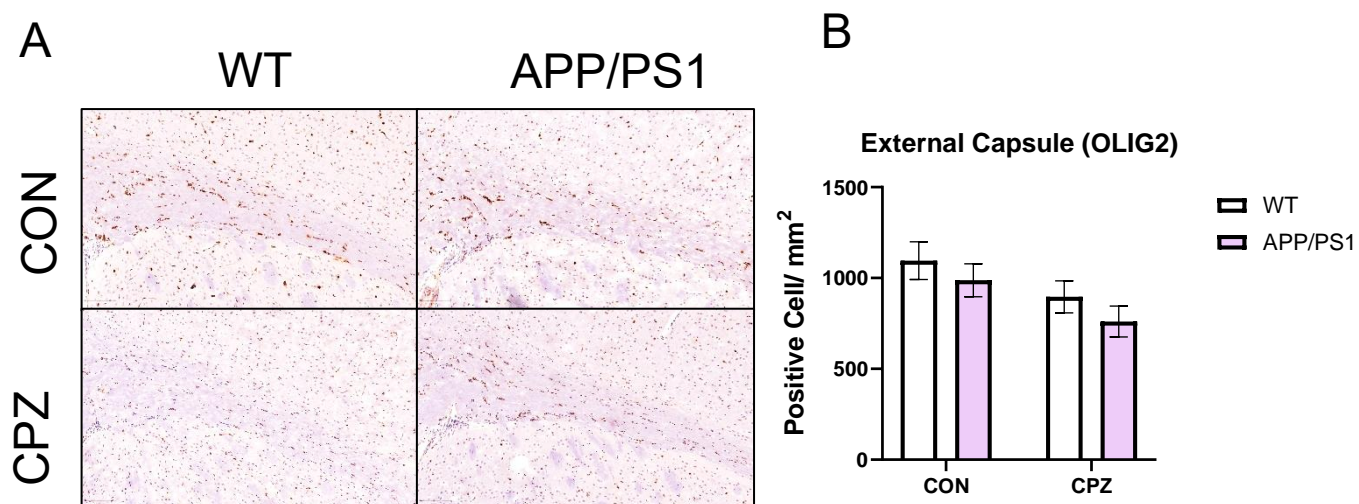 A
WT APP/PS1
CON
CPZ
B
External Capsule (OLIG2)
Positive Cell/ mm²
1500
1000
500
0
CON CPZ
WT
APP/PS1